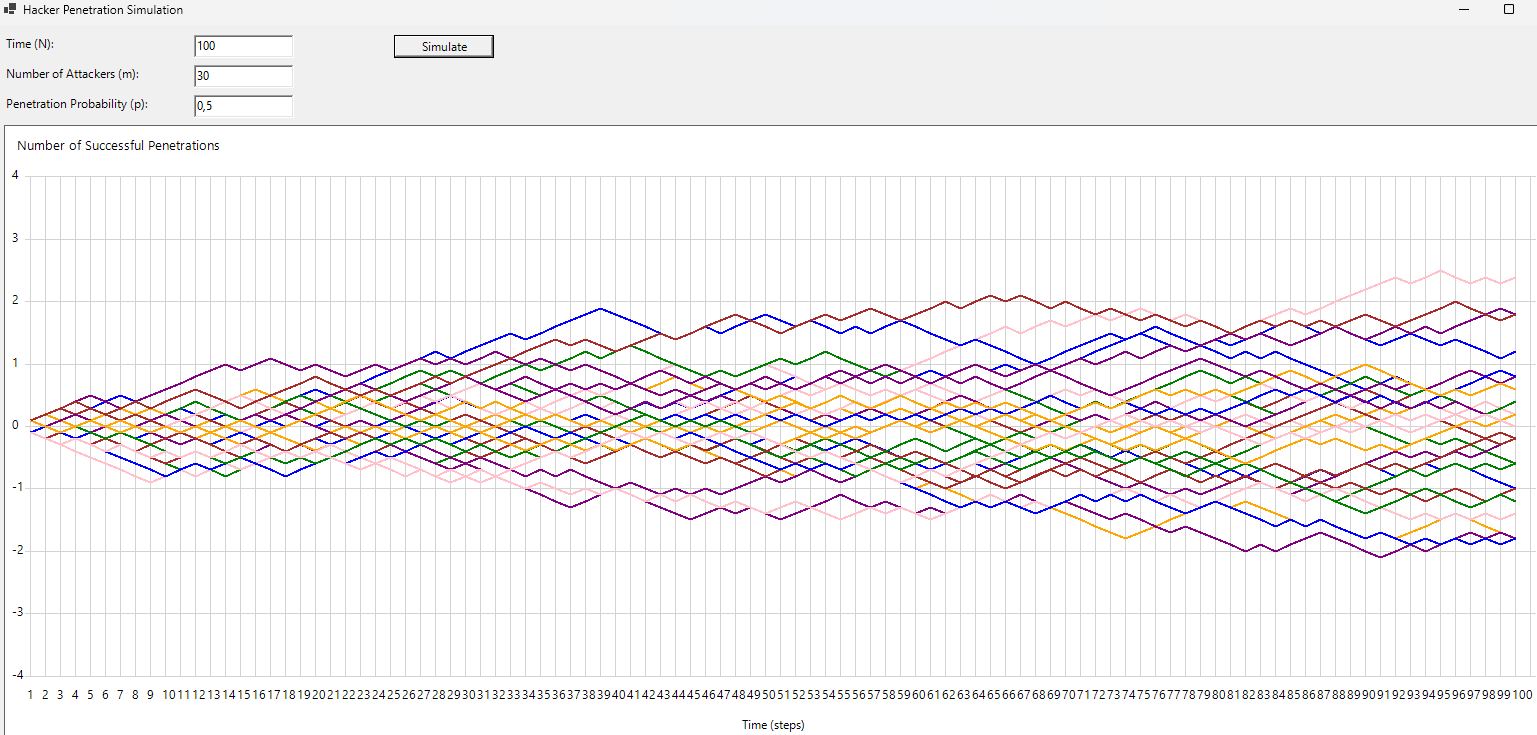 Hacker Penetration Simulation
Time (N): 100 Simulate
Number of Attackers (m): 30
Penetration Probability (p): 0,5
Number of Successful Penetrations
4
3
2
1
0
-1
-2
-3
-4
1 2 3 4 5 6 7 8 9 10 11 12 13 14 15 16 17 18 19 20 21 22 23 24 25 26 27 28 29 30 31 32 33 34 35 36 37 38 39 40 41 42 43 44 45 46 47 48 49 50 51 52 53 54 55 56 57 58 59 60 61 62 63 64 65 66 67 68 69 70 71 72 73 74 75 76 77 78 79 80 81 82 83 84 85 86 87 88 89 90 91 92 93 94 95 96 97 98 99 100
Time (steps)